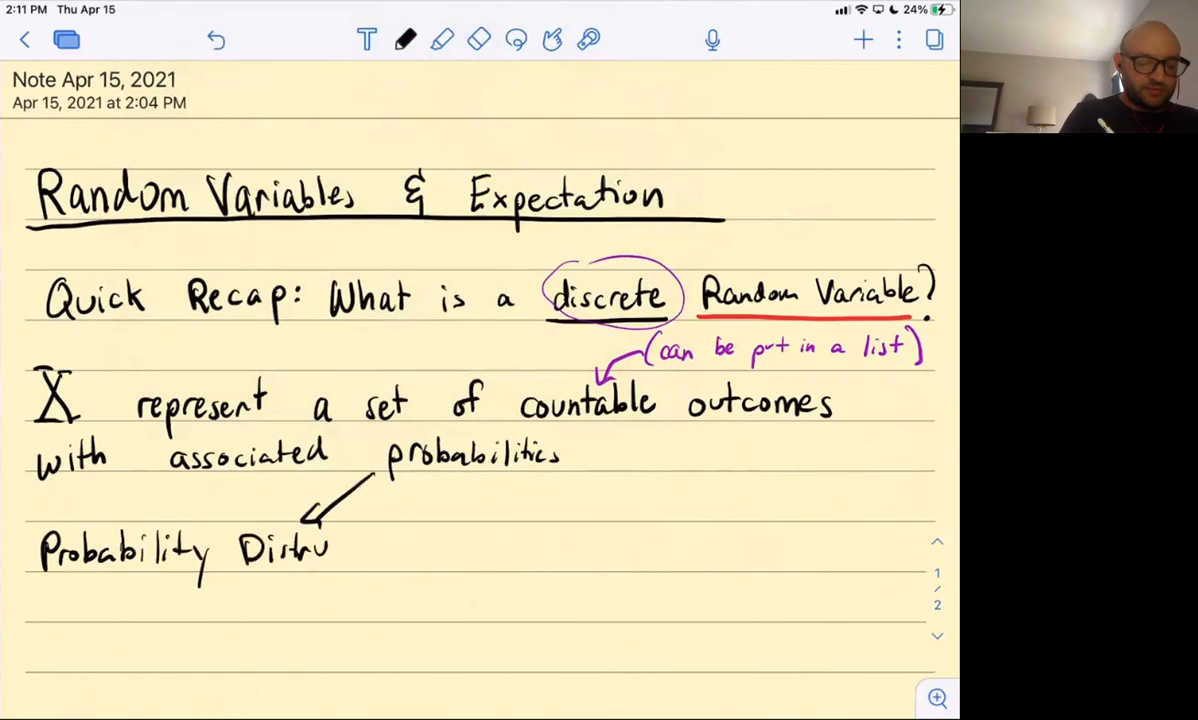 2:11 PM Thu Apr 15
24%
Note Apr 15, 2021
Apr 15, 2021 at 2:04 PM
Random Variables & Expectation
Quick Recap: What is a discrete Random Variable?
(can be put in a list)
X represent a set of countable outcomes
with associated probabilities
Probability Distru
1
/
2